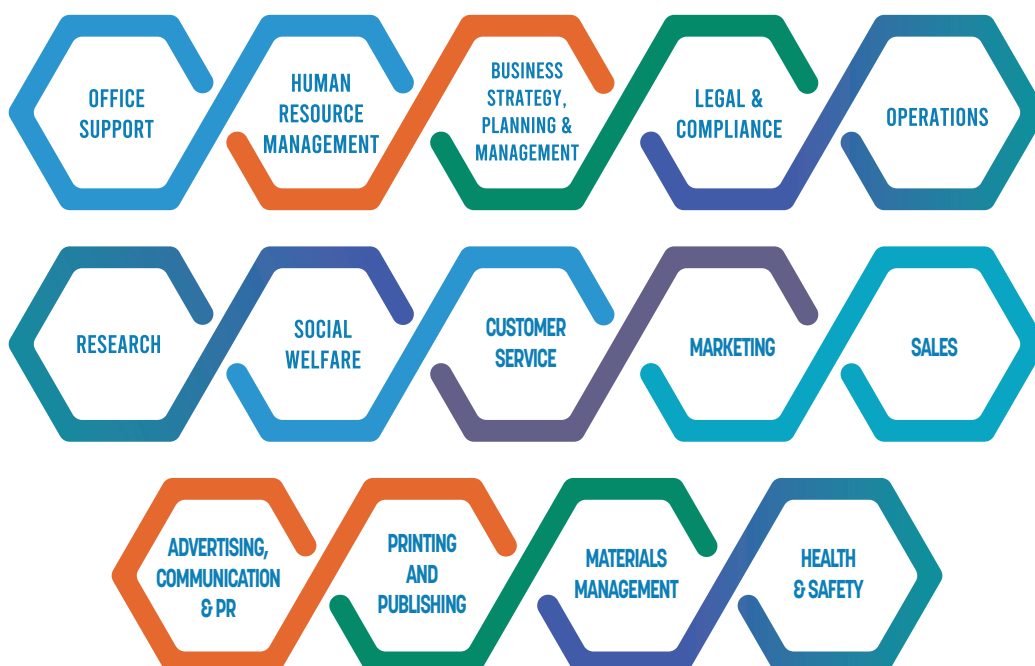 OFFICE
SUPPORT
HUMAN
RESOURCE
MANAGEMENT
BUSINESS
STRATEGY,
PLANNING &
MANAGEMENT
LEGAL &
COMPLIANCE
OPERATIONS
RESEARCH
SOCIAL
WELFARE
CUSTOMER
SERVICE
MARKETING
SALES
ADVERTISING,
COMMUNICATION
& PR
PRINTING
AND
PUBLISHING
MATERIALS
MANAGEMENT
HEALTH
& SAFETY